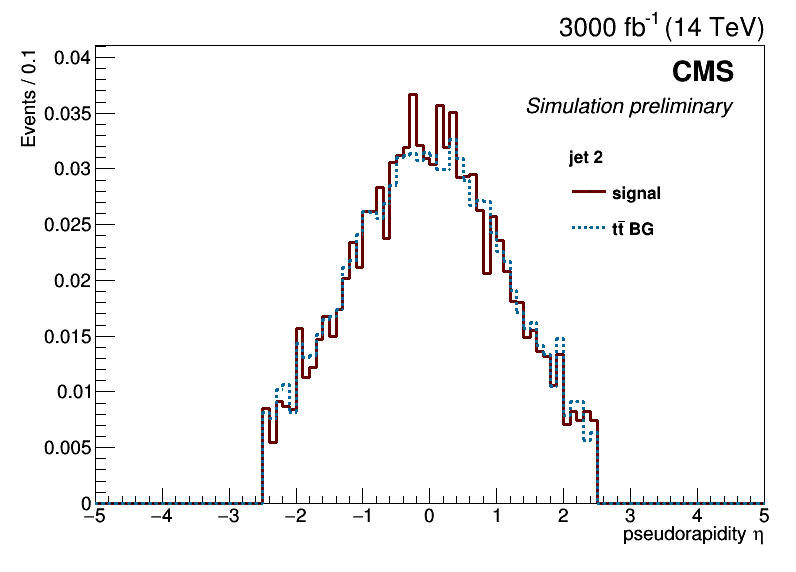 3000 fb⁻¹ (14 TeV)
Events / 0.1
0.04
0.035
0.03
0.025
0.02
0.015
0.01
0.005
0
CMS
Simulation preliminary
jet 2
signal
tt̄ BG
−5 −4 −3 −2 −1 0 1 2 3 4 5
pseudorapidity η